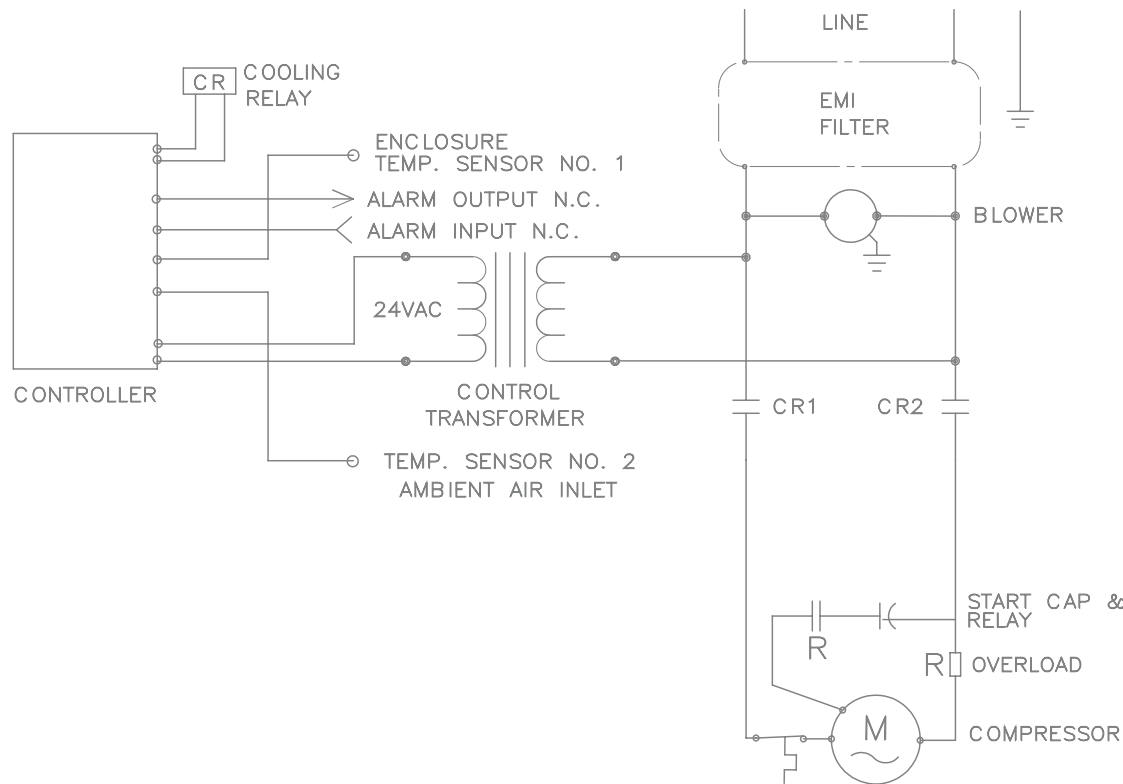 LINE
COOLING
CR
RELAY
EMI
FILTER
ENCLOSURE
TEMP. SENSOR NO. 1
ALARM OUTPUT N.C.
BLOWER
ALARM INPUT N.C.
24VAC
CONTROLLER
CONTROL
TRANSFORMER
CR1
CR2
TEMP. SENSOR NO. 2
AMBIENT AIR INLET
START CAP &
RELAY
R
R
OVERLOAD
M
COMPRESSOR